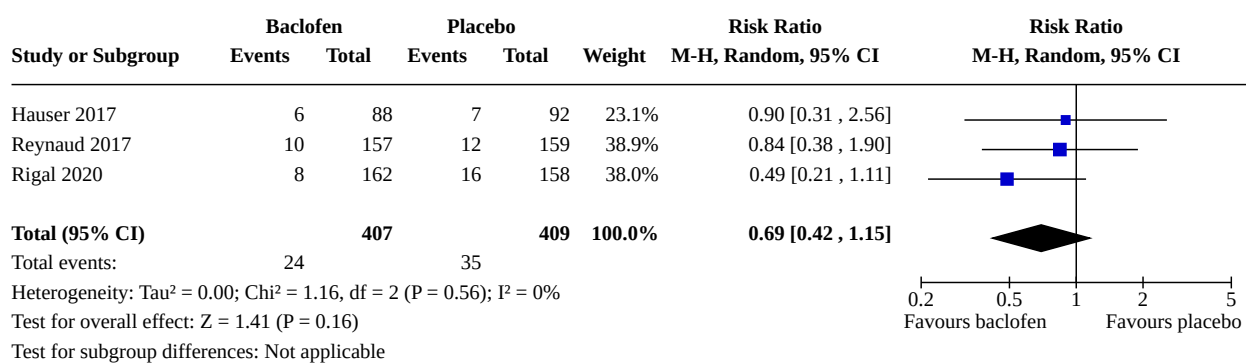 Baclofen Placebo Risk Ratio Risk Ratio
Study or Subgroup Events Total Events Total Weight M-H, Random, 95% CI M-H, Random, 95% CI
Hauser 2017 6 88 7 92 23.1% 0.90 [0.31 , 2.56]
Reynaud 2017 10 157 12 159 38.9% 0.84 [0.38 , 1.90]
Rigal 2020 8 162 16 158 38.0% 0.49 [0.21 , 1.11]
Total (95% CI) 407 409 100.0% 0.69 [0.42 , 1.15]
Total events: 24 35
Heterogeneity: Tau² = 0.00; Chi² = 1.16, df = 2 (P = 0.56); I² = 0%
Test for overall effect: Z = 1.41 (P = 0.16)
Test for subgroup differences: Not applicable
0.2 0.5 1 2 5
Favours baclofen Favours placebo